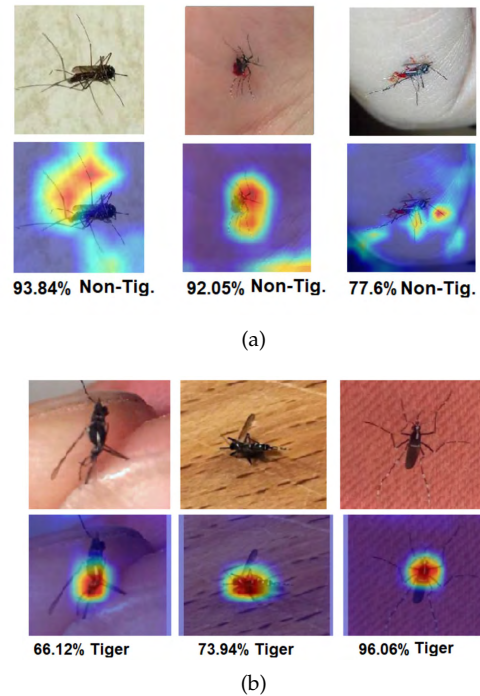 93.84% Non-Tig. 92.05% Non-Tig. 77.6% Non-Tig.
(a)
66.12% Tiger 73.94% Tiger 96.06% Tiger
(b)